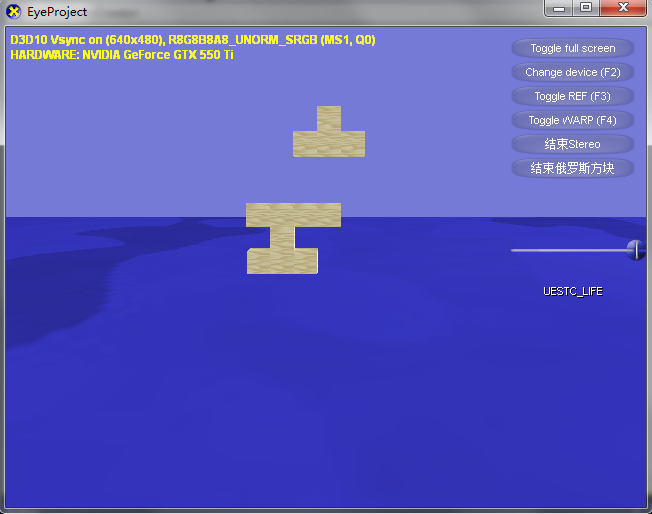 EyeProject
D3D10 Vsync on (640x480), R8G8B8A8_UNORM_SRGB (MS1, Q0)
HARDWARE: NVIDIA GeForce GTX 550 Ti
Toggle full screen
Change device (F2)
Toggle REF (F3)
Toggle WARP (F4)
结束Stereo
结束俄罗斯方块
UESTC_LIFE